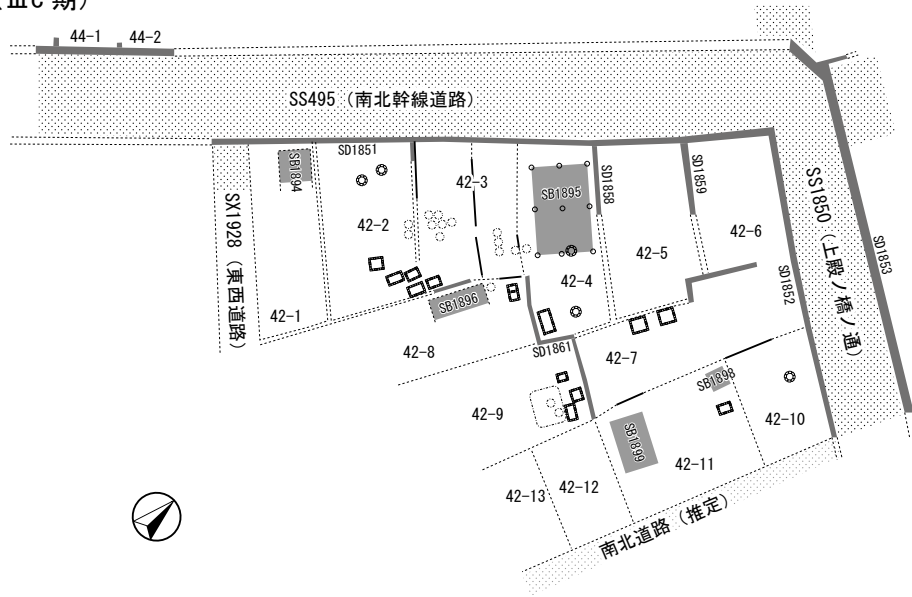 （ⅢC 期）
44-1
44-2
SS495（南北幹線道路）
SD1851
SB1894
42-3
SB1895
SD1858
SD1859
SX1928（東西道路）
42-2
42-4
42-5
42-6
SS1850（上殿ノ橋ノ通）
SD1853
SD1852
42-1
SB1896
42-8
SD1861
42-7
SB1898
42-9
42-10
SB1899
42-11
42-12
42-13
南北道路（推定）